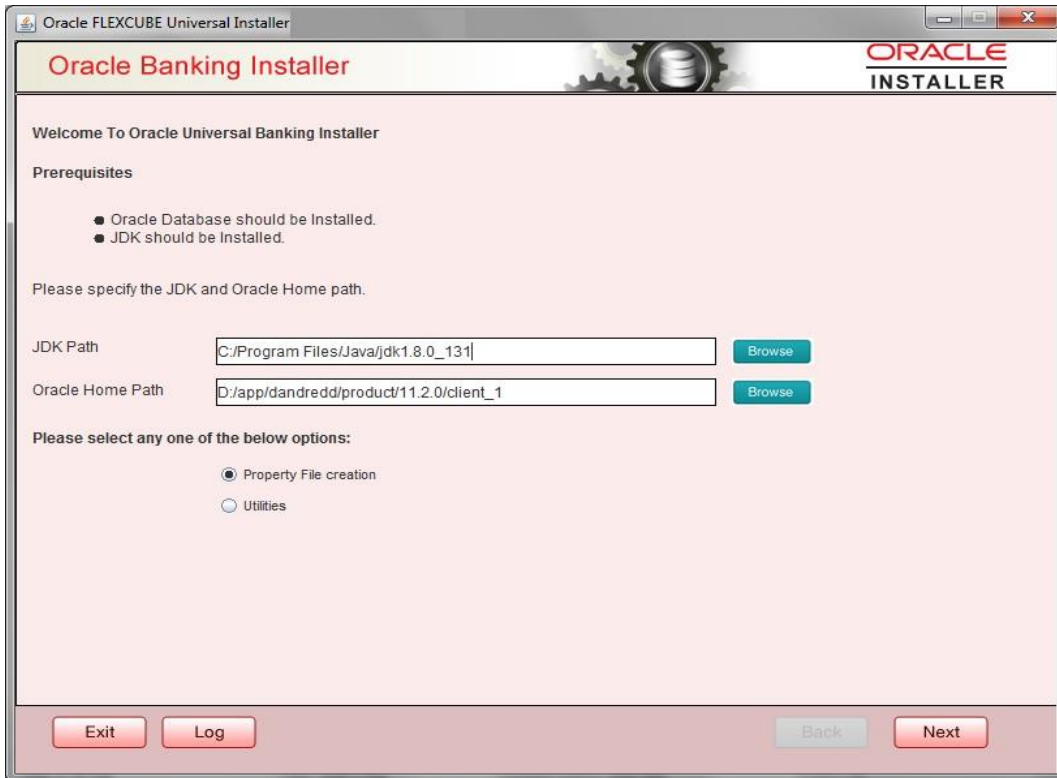 Oracle FLEXCUBE Universal Installer
Oracle Banking Installer
ORACLE
INSTALLER
Welcome To Oracle Universal Banking Installer
Prerequisites
Oracle Database should be Installed.
JDK should be Installed.
Please specify the JDK and Oracle Home path.
JDK Path
C:/Program Files/Java/jdk1.8.0_131
Browse
Oracle Home Path
D:/app/dandredd/product/11.2.0/client_1
Browse
Please select any one of the below options:
Property File creation
Utilities
Exit
Log
Back
Next